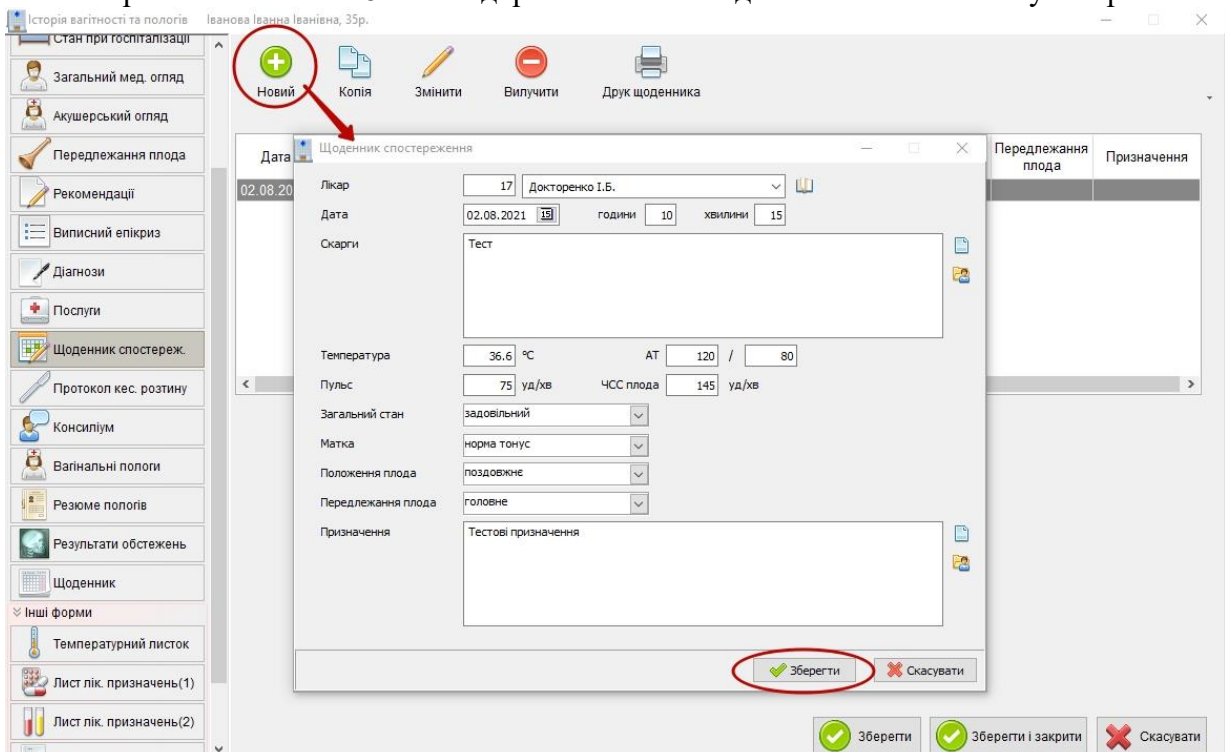 Історія вагітності та пологів Іванова Іванна Іванівна, 35р.
Стан при госпіталізації
Загальний мед. огляд
Акушерський огляд
Передлежання плода
Рекомендації
Виписний епікриз
Діагнози
Послуги
Щоденник спостереж.
Протокол кес. розтину
Консиліум
Вагінальні пологи
Резюме пологів
Результати обстежень
Щоденник
Інші форми
Температурний листок
Лист лік. призначень(1)
Лист лік. призначень(2)
Новий Копія Змінити Вилучити Друк щоденника
Дата Передлежання плода Призначення
02.08.20
Щоденник спостереження
Лікар 17 Докторенко І.Б.
Дата 02.08.2021 15 години 10 хвилини 15
Скарги Тест
Температура 36.6 °C АТ 120 / 80
Пульс 75 уд/хв ЧСС плода 145 уд/хв
Загальний стан задовільний
Матка норма тонус
Положення плода поздовжнє
Передлежання плода головне
Призначення Тестові призначення
Зберегти Скасувати
Зберегти Зберегти і закрити Скасувати